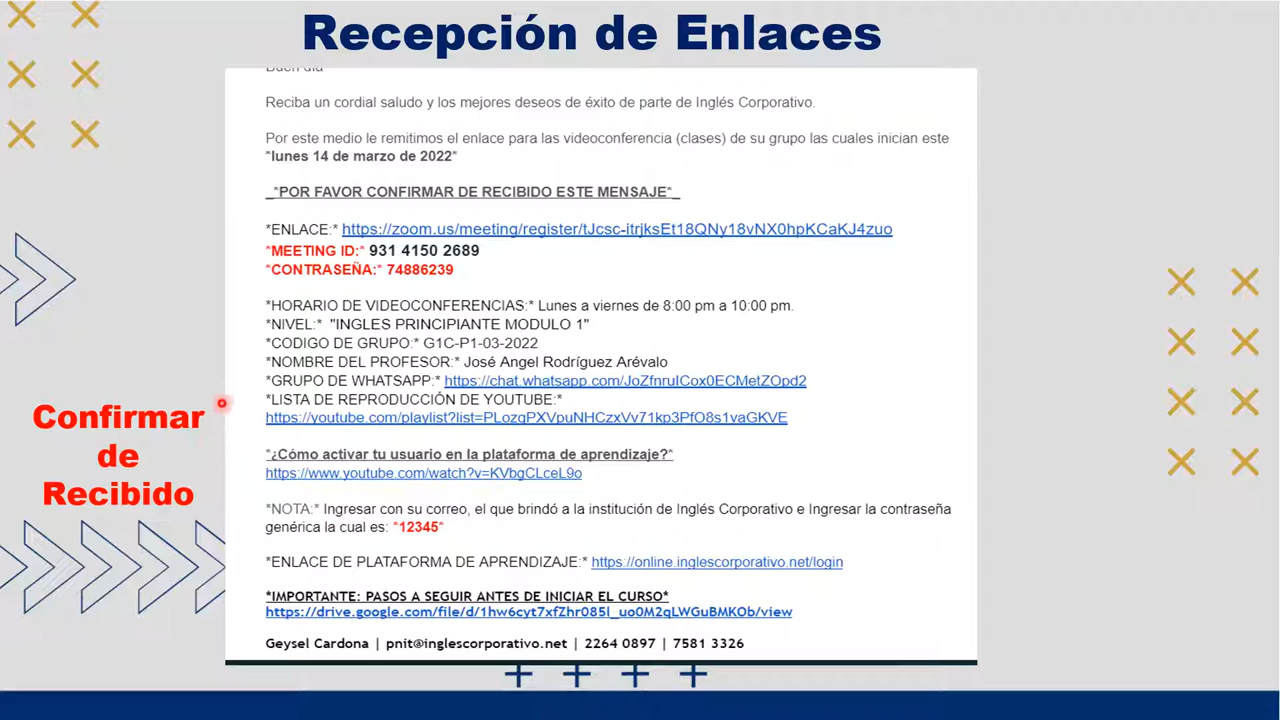 Recepción de Enlaces
Buen día
Reciba un cordial saludo y los mejores deseos de éxito de parte de Inglés Corporativo.
Por este medio le remitimos el enlace para las videoconferencia (clases) de su grupo las cuales inician este
*lunes 14 de marzo de 2022*
_*POR FAVOR CONFIRMAR DE RECIBIDO ESTE MENSAJE*_
*ENLACE:* https://zoom.us/meeting/register/tJcsc-itrjksEt18QNy18vNX0hpKCaKJ4zuo
*MEETING ID:* 931 4150 2689
*CONTRASEÑA:* 74886239
*HORARIO DE VIDEOCONFERENCIAS:* Lunes a viernes de 8:00 pm a 10:00 pm.
*NIVEL:* "INGLES PRINCIPIANTE MODULO 1"
*CODIGO DE GRUPO:* G1C-P1-03-2022
*NOMBRE DEL PROFESOR:* José Angel Rodríguez Arévalo
*GRUPO DE WHATSAPP:* https://chat.whatsapp.com/JoZfnruICox0ECMetZOpd2
*LISTA DE REPRODUCCIÓN DE YOUTUBE:*
https://youtube.com/playlist?list=PLozqPXVpuNHCzxVv71kp3PfO8s1vaGKVE
*¿Cómo activar tu usuario en la plataforma de aprendizaje?*
https://www.youtube.com/watch?v=KVbgCLceL9o
*NOTA:* Ingresar con su correo, el que brindó a la institución de Inglés Corporativo e Ingresar la contraseña
genérica la cual es: *12345*
*ENLACE DE PLATAFORMA DE APRENDIZAJE:* https://online.inglescorporativo.net/login
*IMPORTANTE: PASOS A SEGUIR ANTES DE INICIAR EL CURSO*
https://drive.google.com/file/d/1hw6cyt7xfZhr085l_uo0M2qLWGuBMKOb/view
Geysel Cardona | pnit@inglescorporativo.net | 2264 0897 | 7581 3326
Confirmar
de
Recibido